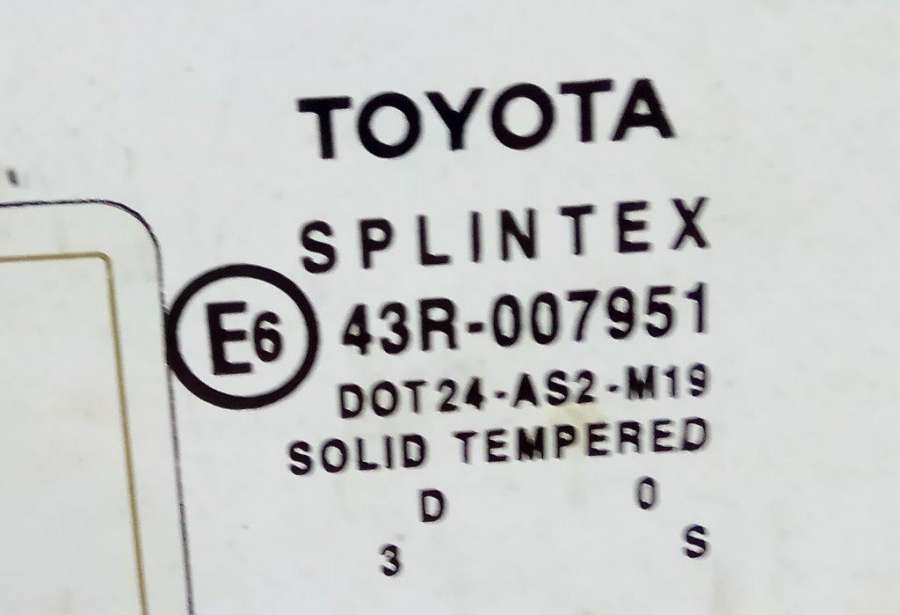 TOYOTA
SPLINTEX
E6 43R-007951
DOT24-AS2-M19
SOLID TEMPERED
D 0
3 S